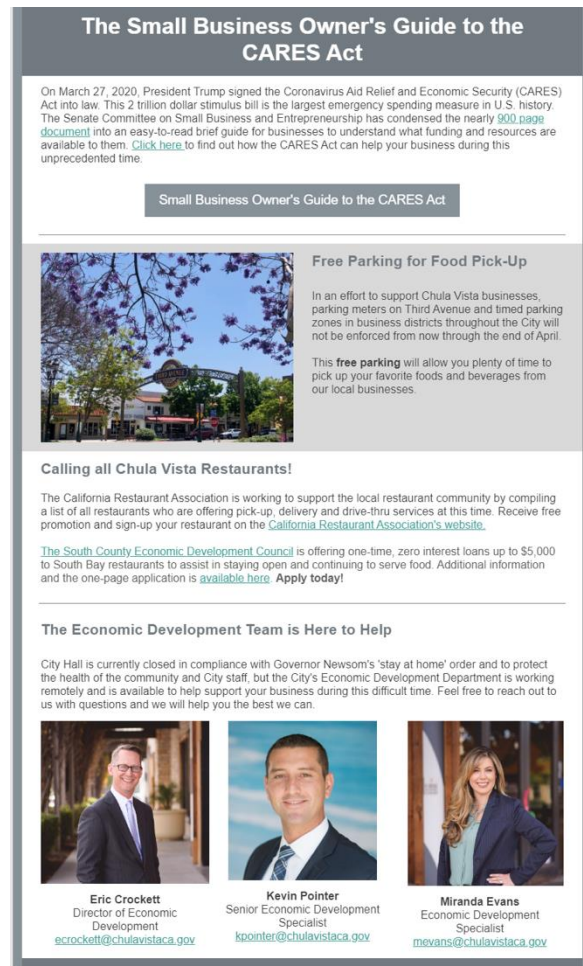 The Small Business Owner's Guide to the
CARES Act
On March 27, 2020, President Trump signed the Coronavirus Aid Relief and Economic Security (CARES)
Act into law. This 2 trillion dollar stimulus bill is the largest emergency spending measure in U.S. history.
The Senate Committee on Small Business and Entrepreneurship has condensed the nearly 900 page
document into an easy-to-read brief guide for businesses to understand what funding and resources are
available to them. Click here to find out how the CARES Act can help your business during this
unprecedented time.
Small Business Owner's Guide to the CARES Act
Free Parking for Food Pick-Up
In an effort to support Chula Vista businesses,
parking meters on Third Avenue and timed parking
zones in business districts throughout the City will
not be enforced from now through the end of April.
This free parking will allow you plenty of time to
pick up your favorite foods and beverages from
our local businesses.
Calling all Chula Vista Restaurants!
The California Restaurant Association is working to support the local restaurant community by compiling
a list of all restaurants who are offering pick-up, delivery and drive-thru services at this time. Receive free
promotion and sign-up your restaurant on the California Restaurant Association's website.
The South County Economic Development Council is offering one-time, zero interest loans up to $5,000
to South Bay restaurants to assist in staying open and continuing to serve food. Additional information
and the one-page application is available here. Apply today!
The Economic Development Team is Here to Help
City Hall is currently closed in compliance with Governor Newsom's 'stay at home' order and to protect
the health of the community and City staff, but the City's Economic Development Department is working
remotely and is available to help support your business during this difficult time. Feel free to reach out to
us with questions and we will help you the best we can.
Eric Crockett
Director of Economic
Development
ecrockett@chulavistaca.gov
Kevin Pointer
Senior Economic Development
Specialist
kpointer@chulavistaca.gov
Miranda Evans
Economic Development
Specialist
mevans@chulavistaca.gov